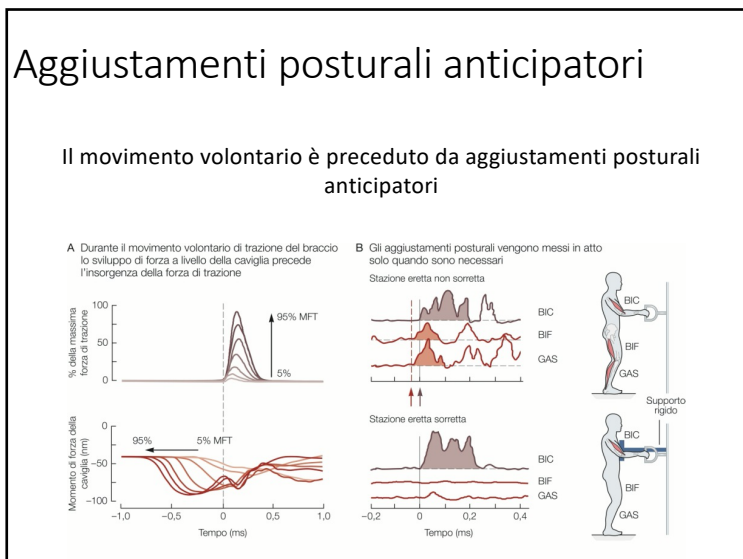 Aggiustamenti posturali anticipatori
Il movimento volontario è preceduto da aggiustamenti posturali
anticipatori
A Durante il movimento volontario di trazione del braccio
lo sviluppo di forza a livello della caviglia precede
l'insorgenza della forza di trazione
% della massima
forza di trazione
100
50
0
95% MFT
5%
Momento di forza della
caviglia (nm)
0
−50
−100
95%
5% MFT
−1,0
−0,5
0
0,5
1,0
Tempo (ms)
B Gli aggiustamenti posturali vengono messi in atto
solo quando sono necessari
Stazione eretta non sorretta
BIC
BIF
GAS
BIC
BIF
GAS
Stazione eretta sorretta
BIC
BIF
GAS
−0,2
0
0,2
0,4
Tempo (ms)
Supporto
rigido
BIC
BIF
GAS